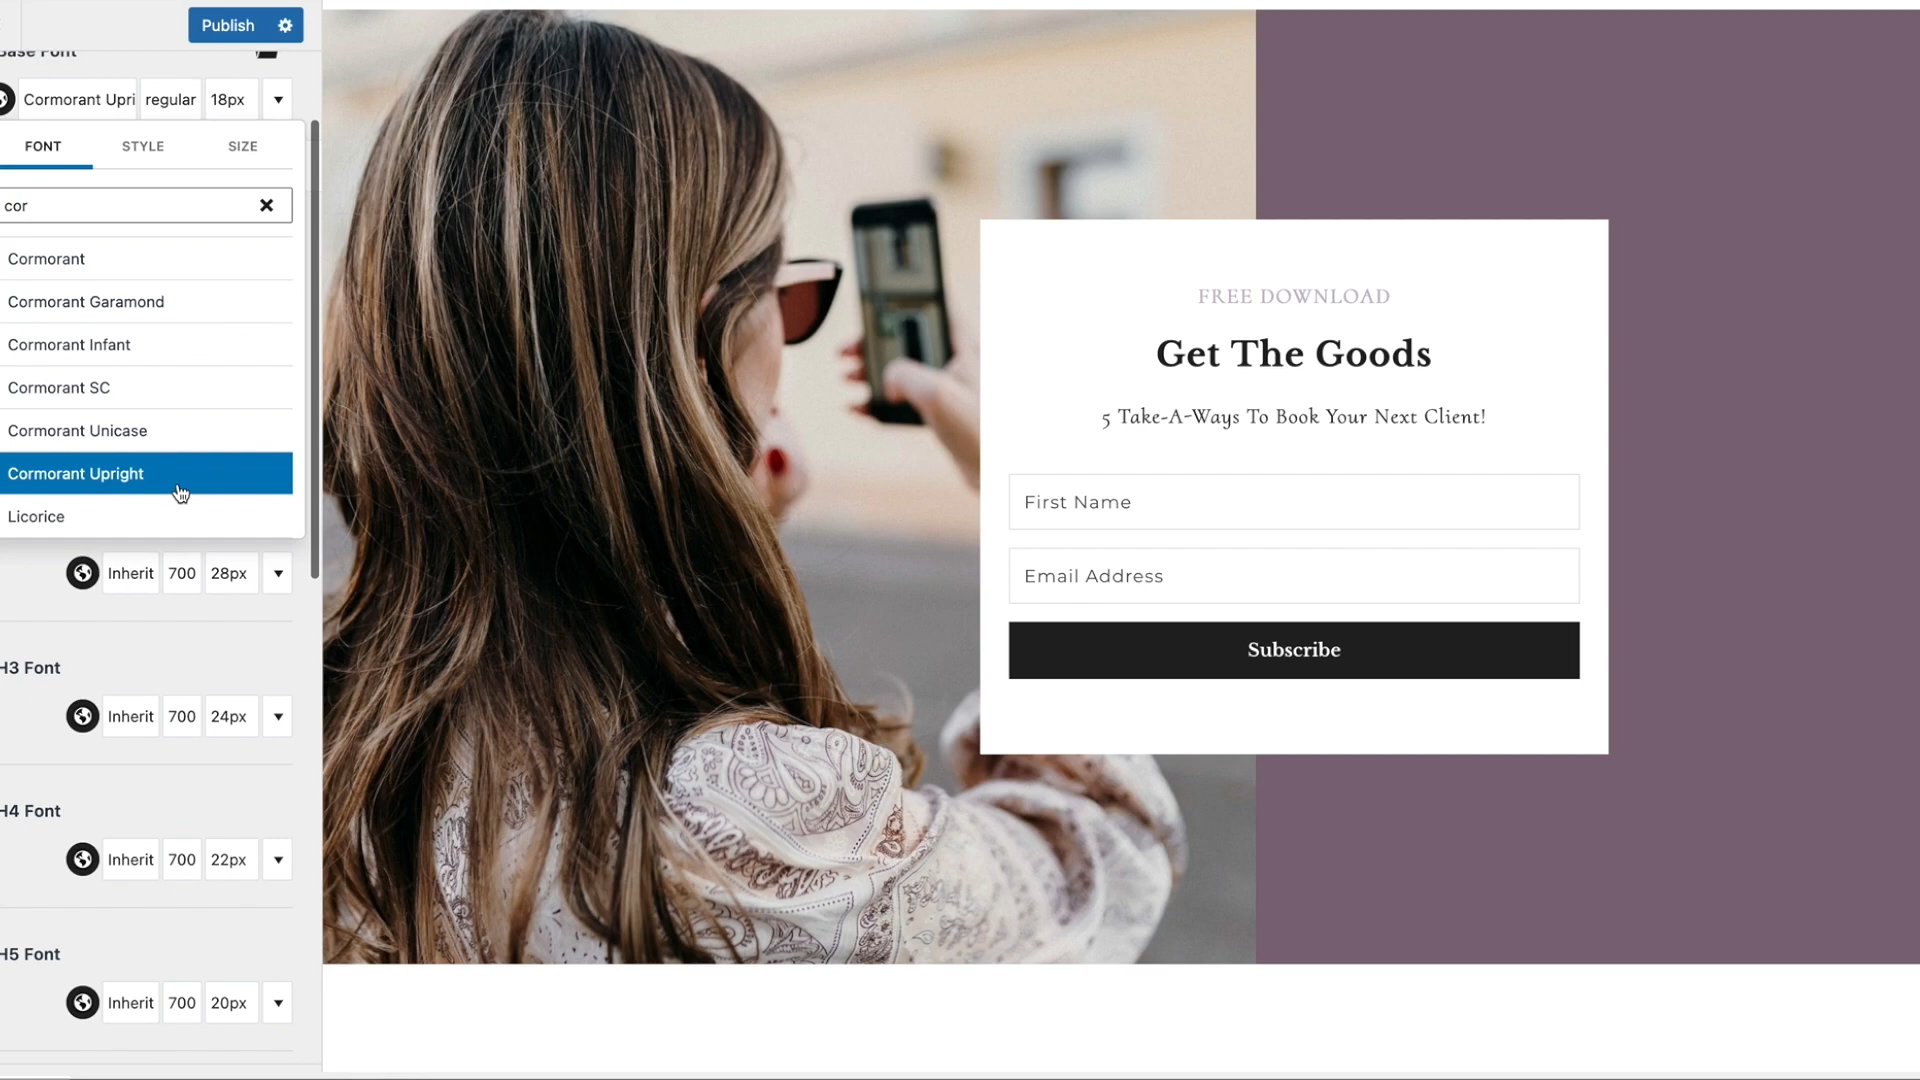 Publish
Base Font
Cormorant Upri regular 18px
FONT STYLE SIZE
cor
Cormorant
Cormorant Garamond
Cormorant Infant
Cormorant SC
Cormorant Unicase
Cormorant Upright
Licorice
Inherit 700 28px
H3 Font
Inherit 700 24px
H4 Font
Inherit 700 22px
H5 Font
Inherit 700 20px
FREE DOWNLOAD
Get The Goods
5 Take-A-Ways To Book Your Next Client!
First Name
Email Address
Subscribe